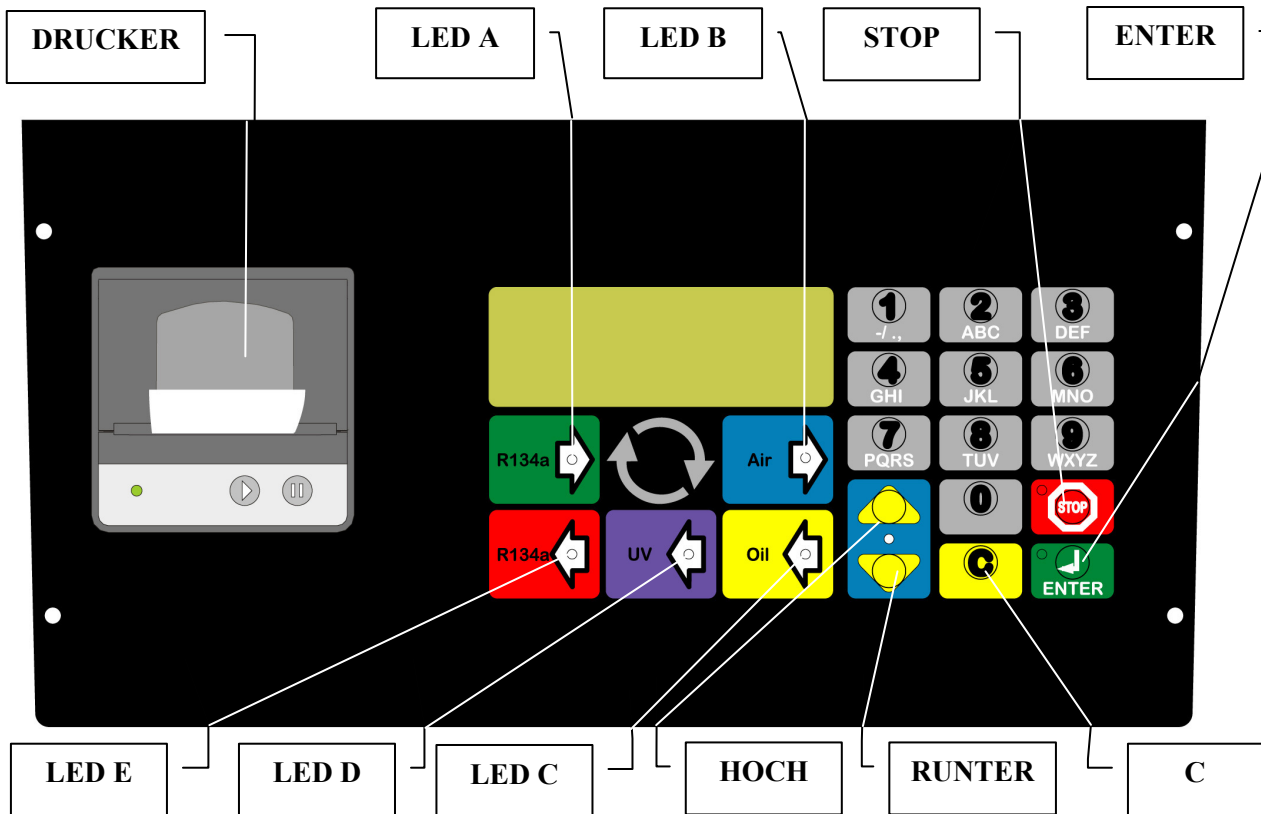 DRUCKER
LED A
LED B
STOP
ENTER
1
-/ .,
2
ABC
3
DEF
4
GHI
5
JKL
6
MNO
7
PQRS
8
TUV
9
WXYZ
R134a
Air
0
STOP
R134a
UV
Oil
C
ENTER
LED E
LED D
LED C
HOCH
RUNTER
C